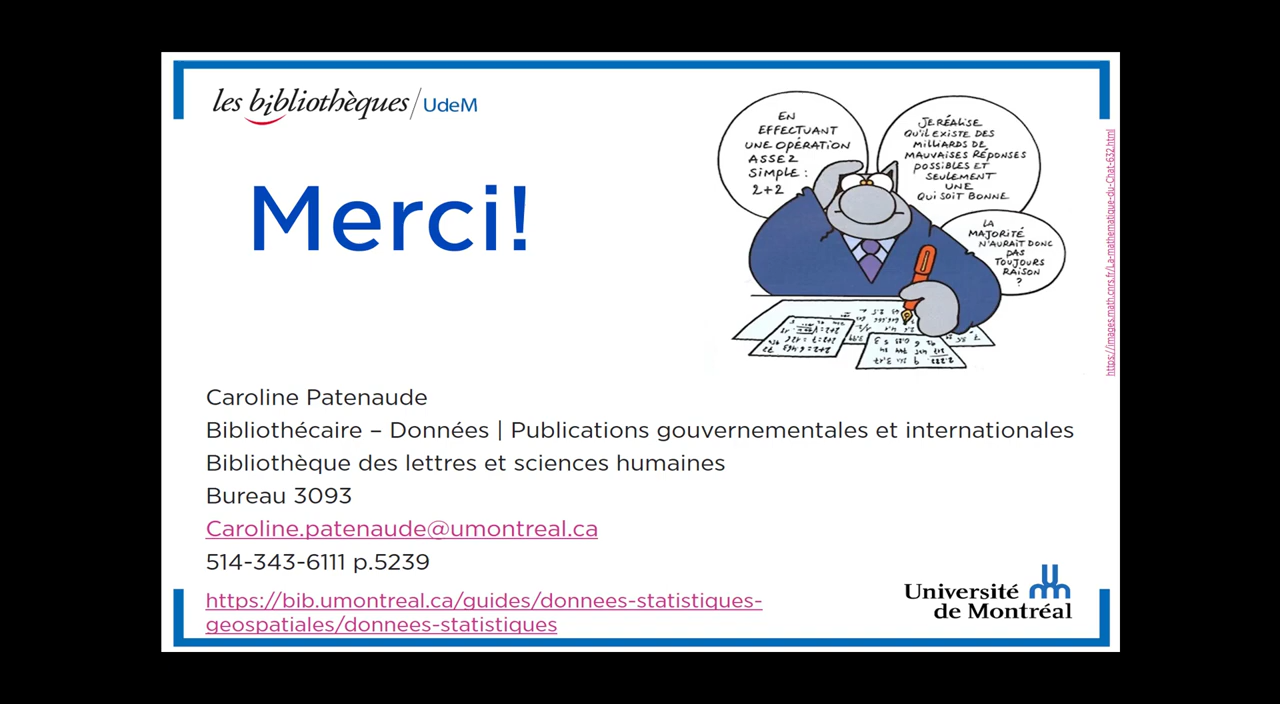 les bibliothèques/UdeM
Merci!
EN
EFFECTUANT
UNE OPÉRATION
ASSEZ
SIMPLE :
2+2
JE RÉALISE
QU'IL EXISTE DES
MILLIARDS DE
MAUVAISES RÉPONSES
POSSIBLES ET
SEULEMENT
UNE
QUI SOIT BONNE
LA
MAJORITÉ
N'AURAIT DONC
PAS
TOUJOURS
RAISON
?
https://images.math.cnrs.fr/La-mathematique-du-Chat-632.html
Caroline Patenaude
Bibliothécaire – Données | Publications gouvernementales et internationales
Bibliothèque des lettres et sciences humaines
Bureau 3093
Caroline.patenaude@umontreal.ca
514-343-6111 p.5239
https://bib.umontreal.ca/guides/donnees-statistiques-
geospatiales/donnees-statistiques
Université
de Montréal